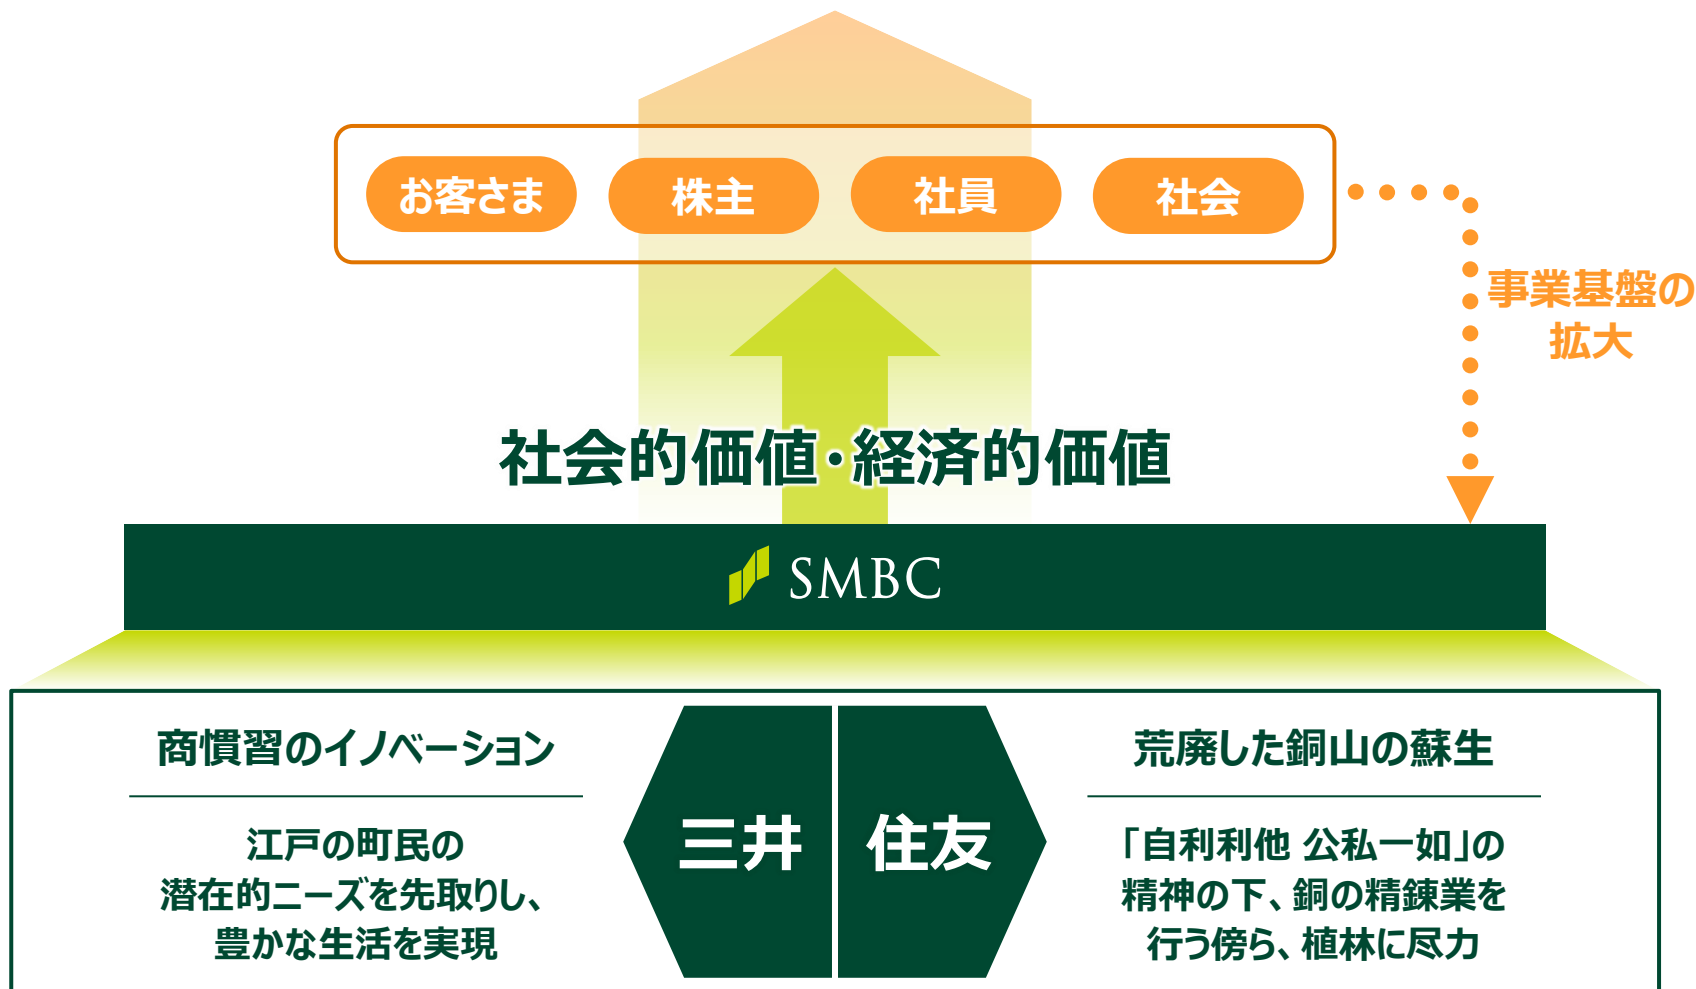 お客さま
株主
社員
社会
事業基盤の
拡大
社会的価値・経済的価値
SMBC
商慣習のイノベーション
江戸の町民の
潜在的ニーズを先取りし、
豊かな生活を実現
三井
住友
荒廃した銅山の蘇生
「自利利他 公私一如」の
精神の下、銅の精錬業を
行う傍ら、植林に尽力